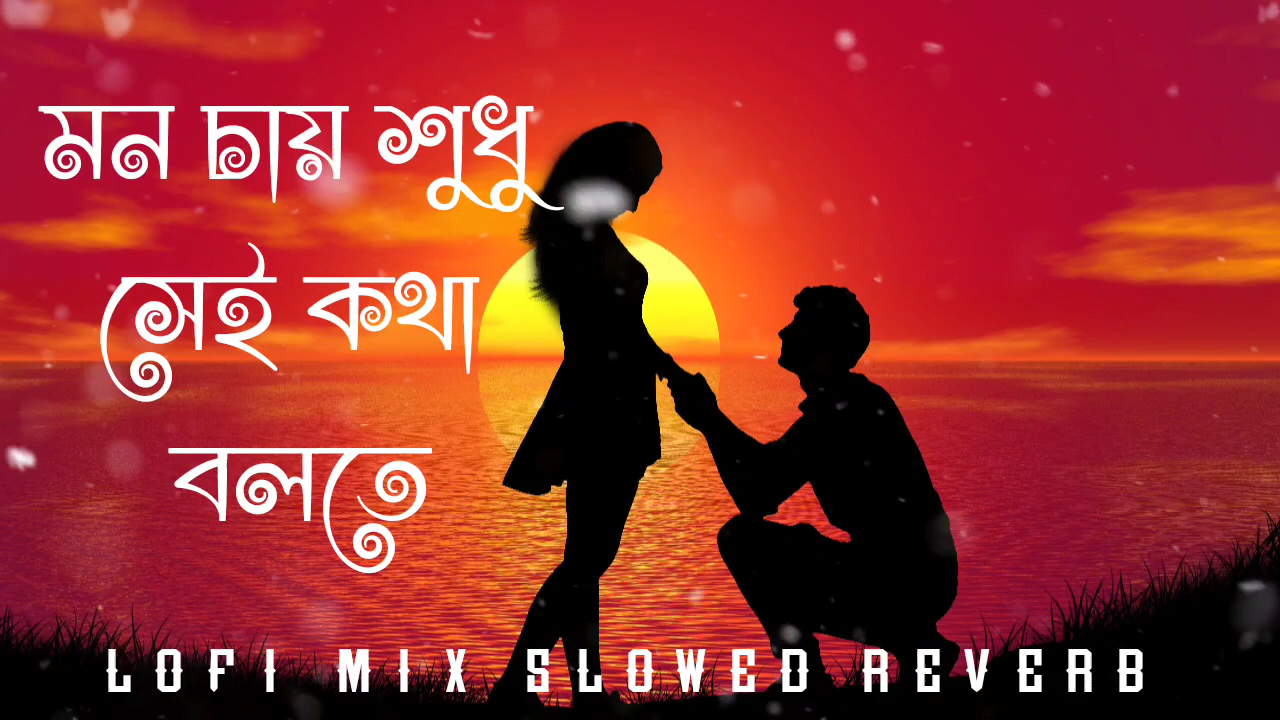 মন চায় শুধু
সেই কথা
বলতে
LOFI MIX SLOWED REVERB